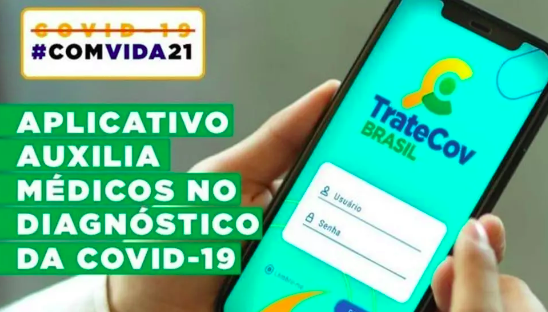 COVID-19
#COMVIDA21
APLICATIVO
AUXILIA
MÉDICOS NO
DIAGNÓSTICO
DA COVID-19
TrateCov
BRASIL
Usuário
Senha